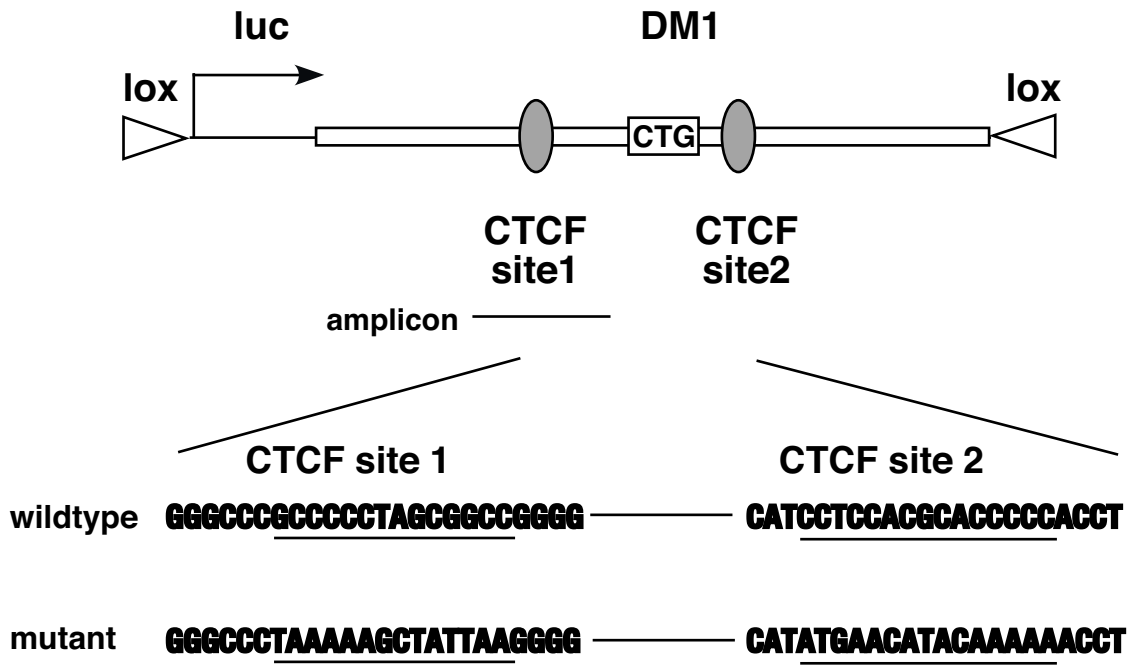 luc DM1
lox lox
CTG
CTCF CTCF
site1 site2
amplicon
CTCF site 1 CTCF site 2
wildtype GGGCCCGCCCCCTAGCGGCCGGGG CATCCTCCACGCACCCCCACCT
mutant GGGCCCTAAAAAGCTATTAAGGGG CATATGAACATACAAAAAACCT